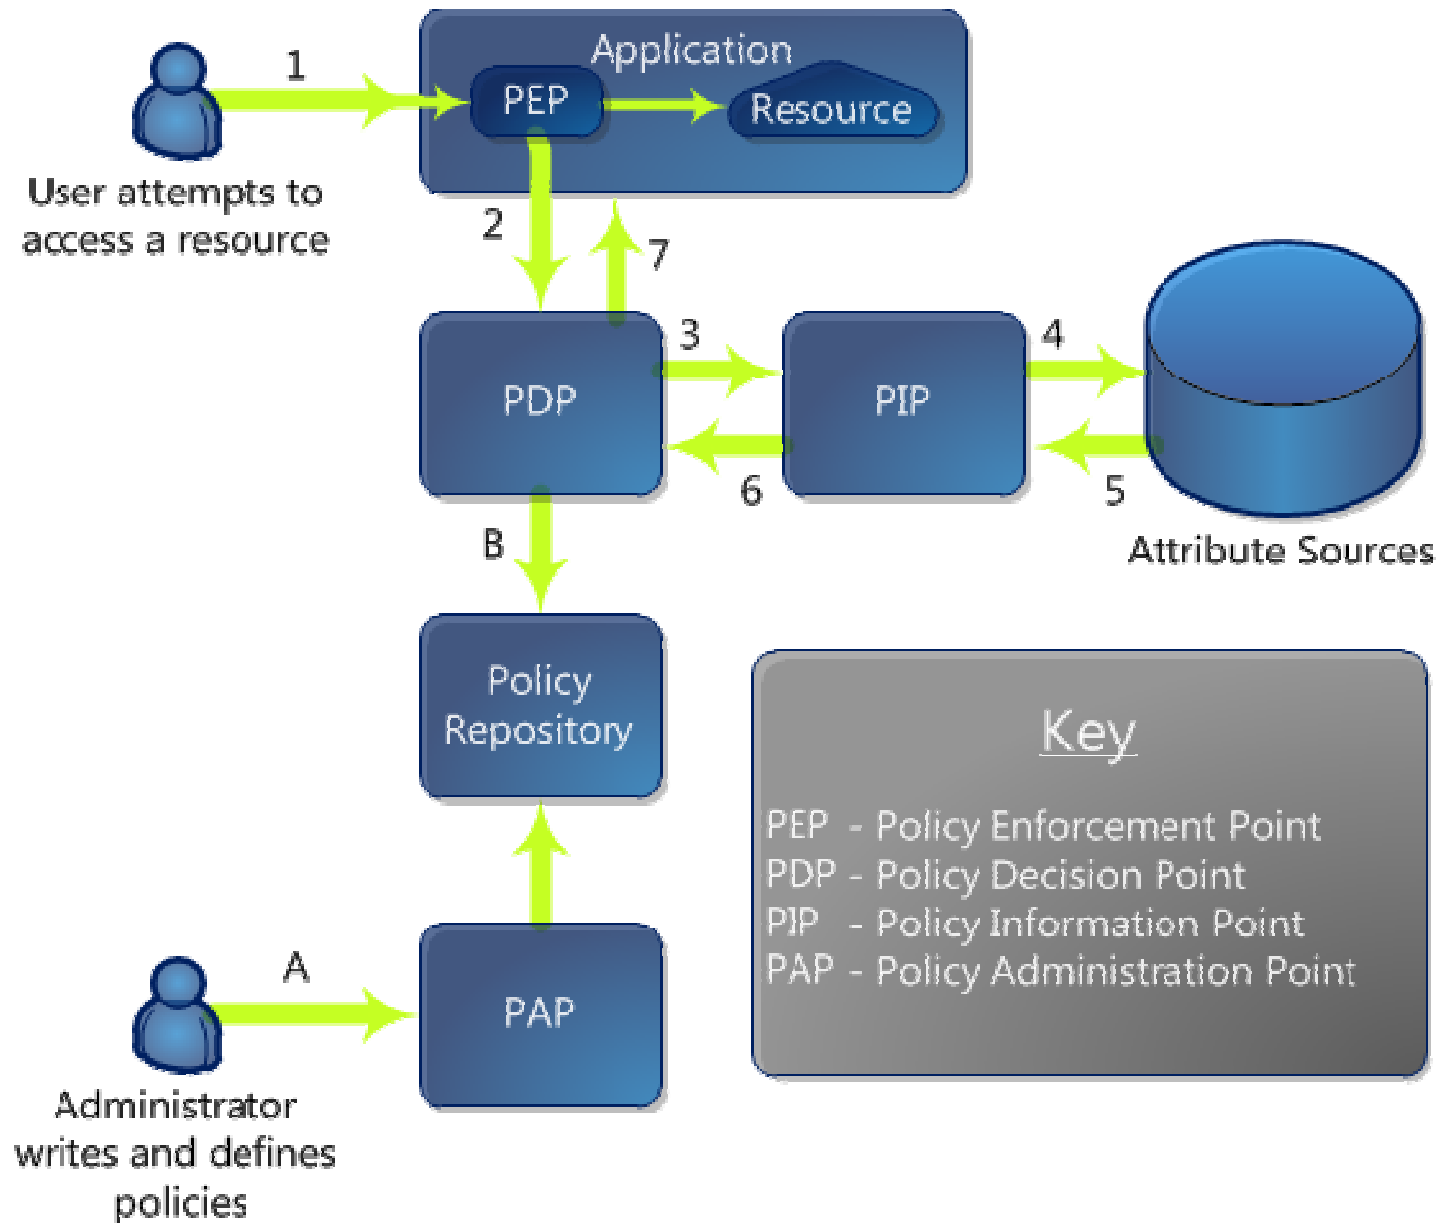 1
Application
PEP
Resource
User attempts to
access a resource
2
7
3
4
PDP
PIP
6
5
Attribute Sources
B
Policy
Repository
Key
PEP - Policy Enforcement Point
PDP - Policy Decision Point
PIP - Policy Information Point
PAP - Policy Administration Point
A
PAP
Administrator
writes and defines
policies